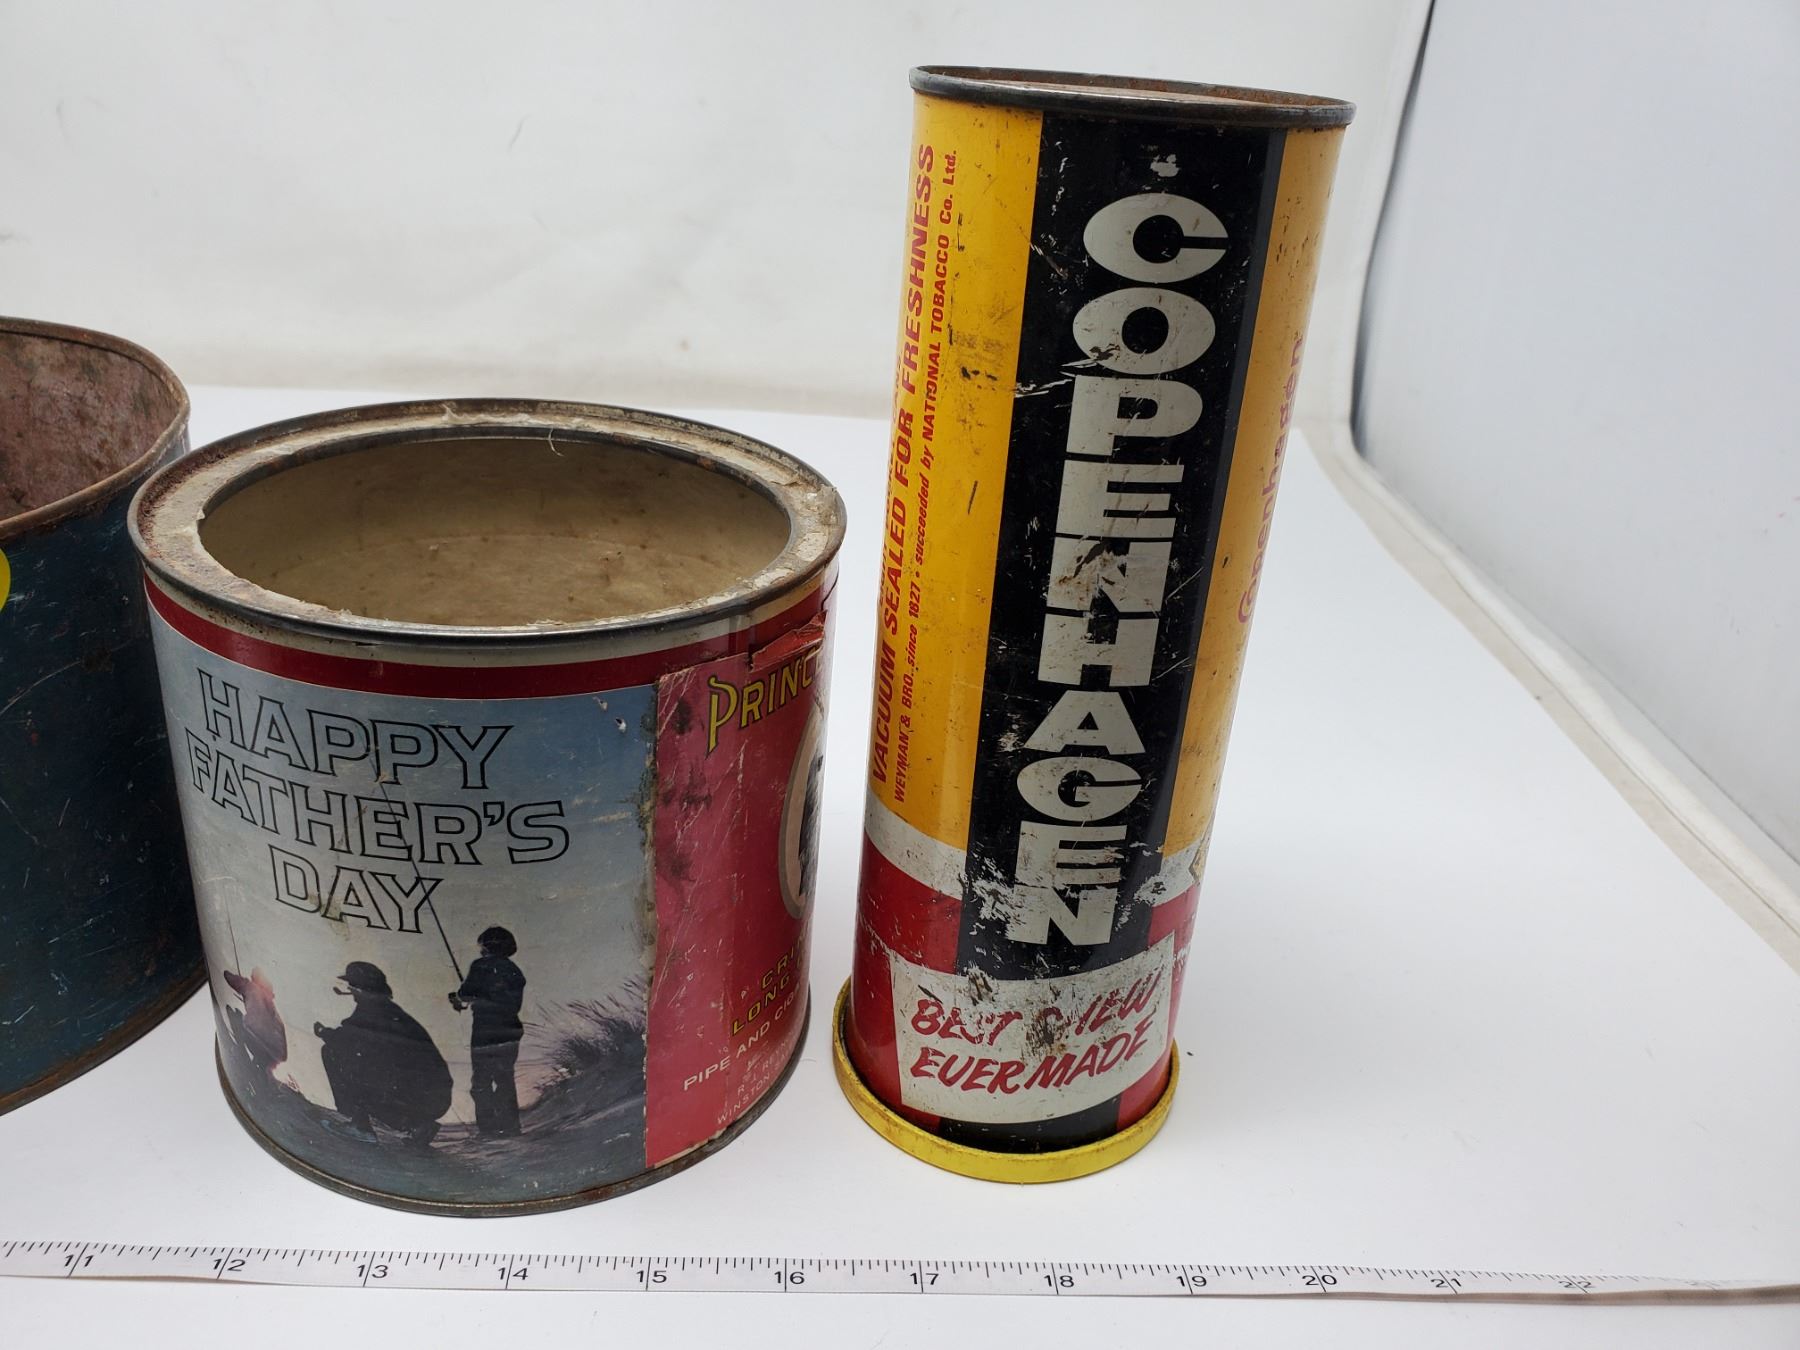 HAPPY
FATHER'S
DAY
PRINC
CRI
LONG
PIPE AND CIG
WINSTON
VACUUM SEALED FOR FRESHNESS
WEYMAN & BRO. since 1827 • succeeded by NATIONAL TOBACCO Co. Ltd.
COPENHAGEN
BEST CHEW
EVER MADE
Copenhagen
11 12 13 14 15 16 17 18 19 20 21 22